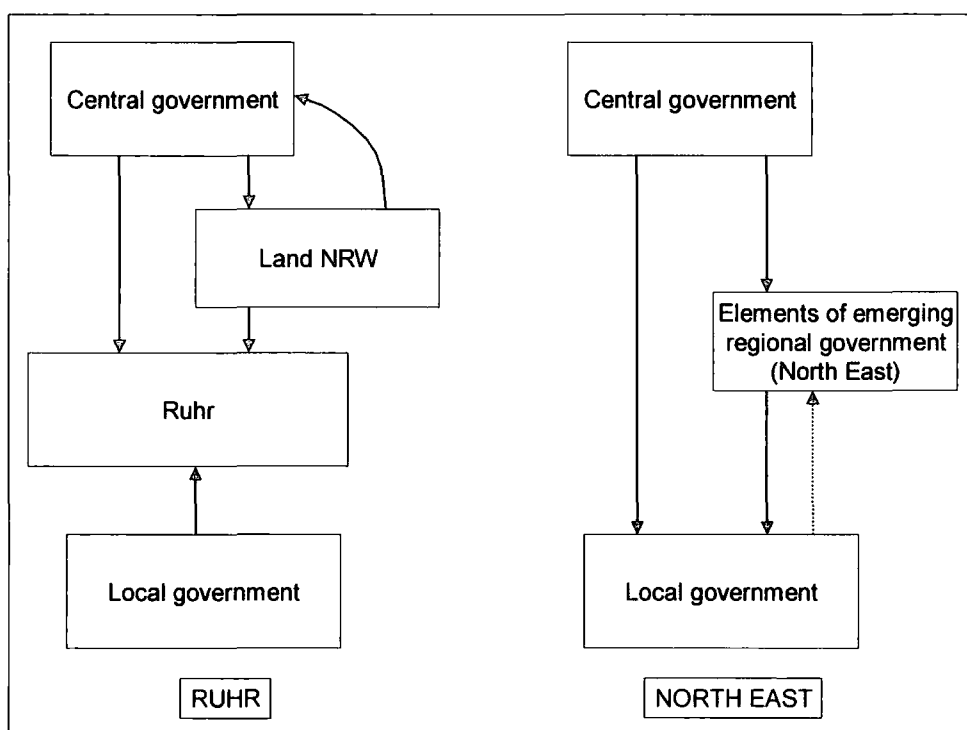 Central government
Land NRW
Ruhr
Local government
RUHR
Central government
Elements of emerging
regional government
(North East)
Local government
NORTH EAST